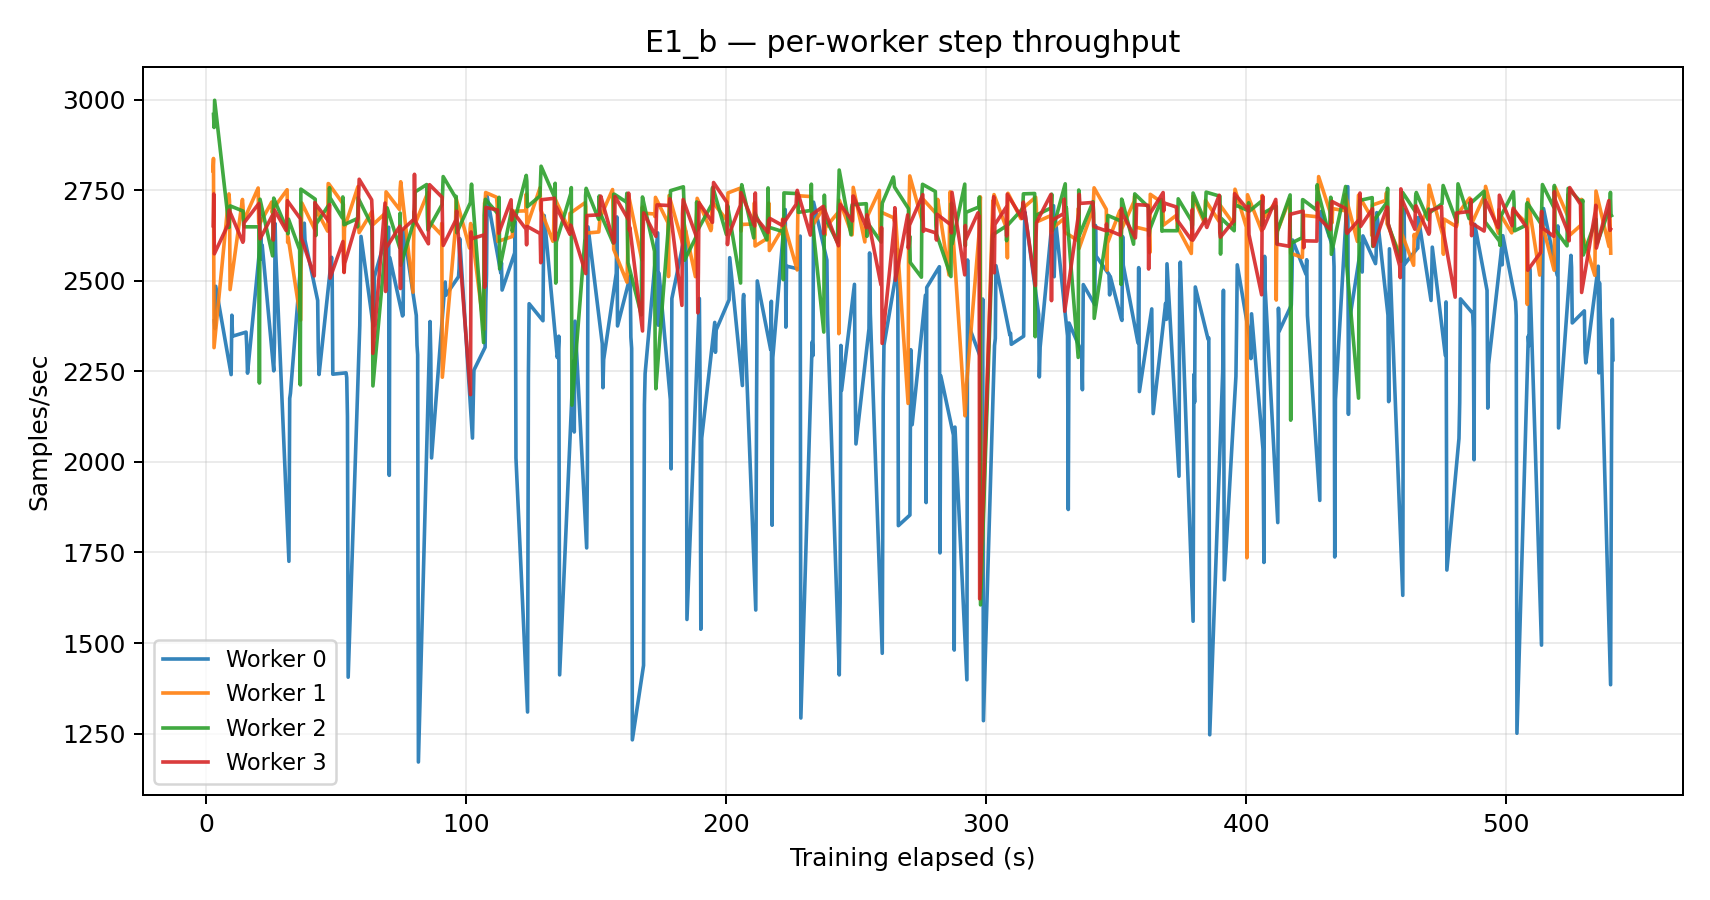 E1_b — per-worker step throughput
Samples/sec
3000
2750
2500
2250
2000
1750
1500
1250
Worker 0
Worker 1
Worker 2
Worker 3
0 100 200 300 400 500
Training elapsed (s)